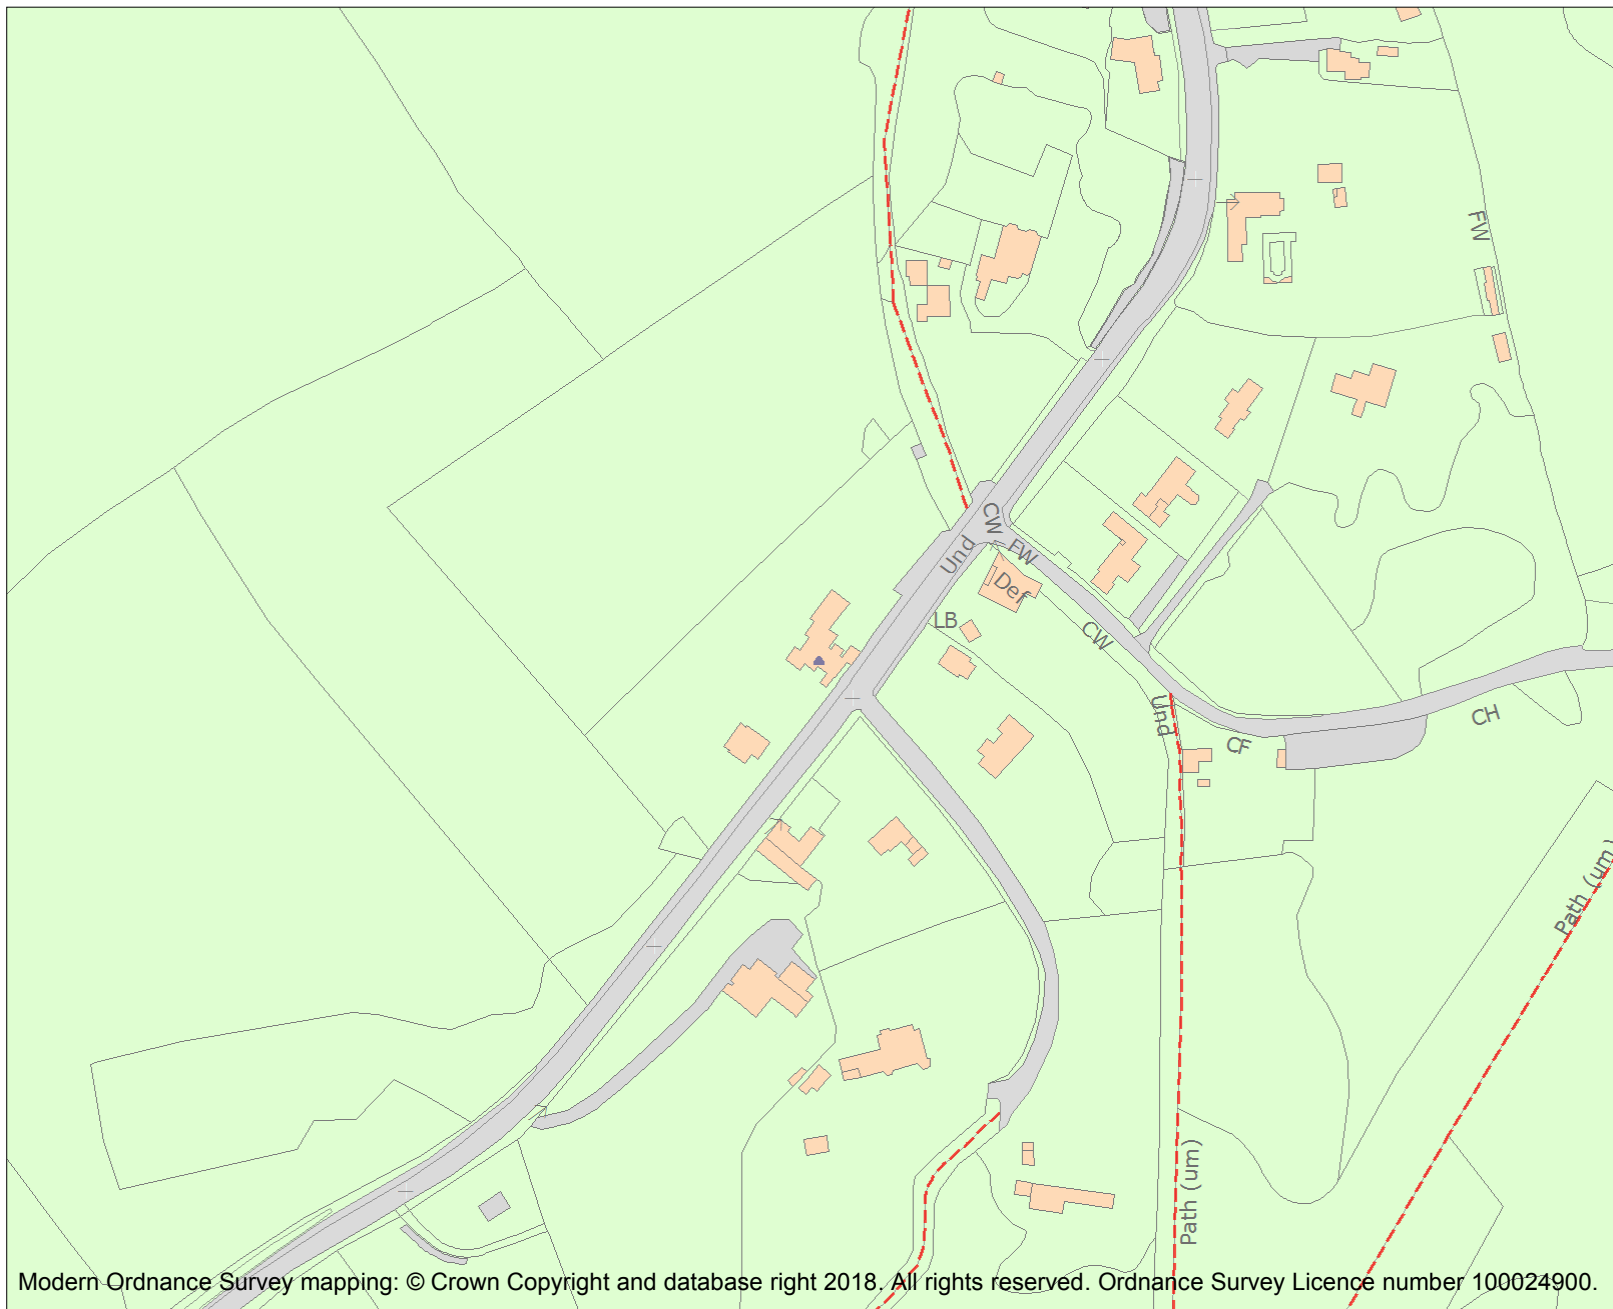 FW
CW
FW
Und
Def
LB
CW
Und
CF
CH
Path (um)
Path (um)
Modern Ordnance Survey mapping: © Crown Copyright and database right 2018. All rights reserved. Ordnance Survey Licence number 100024900.